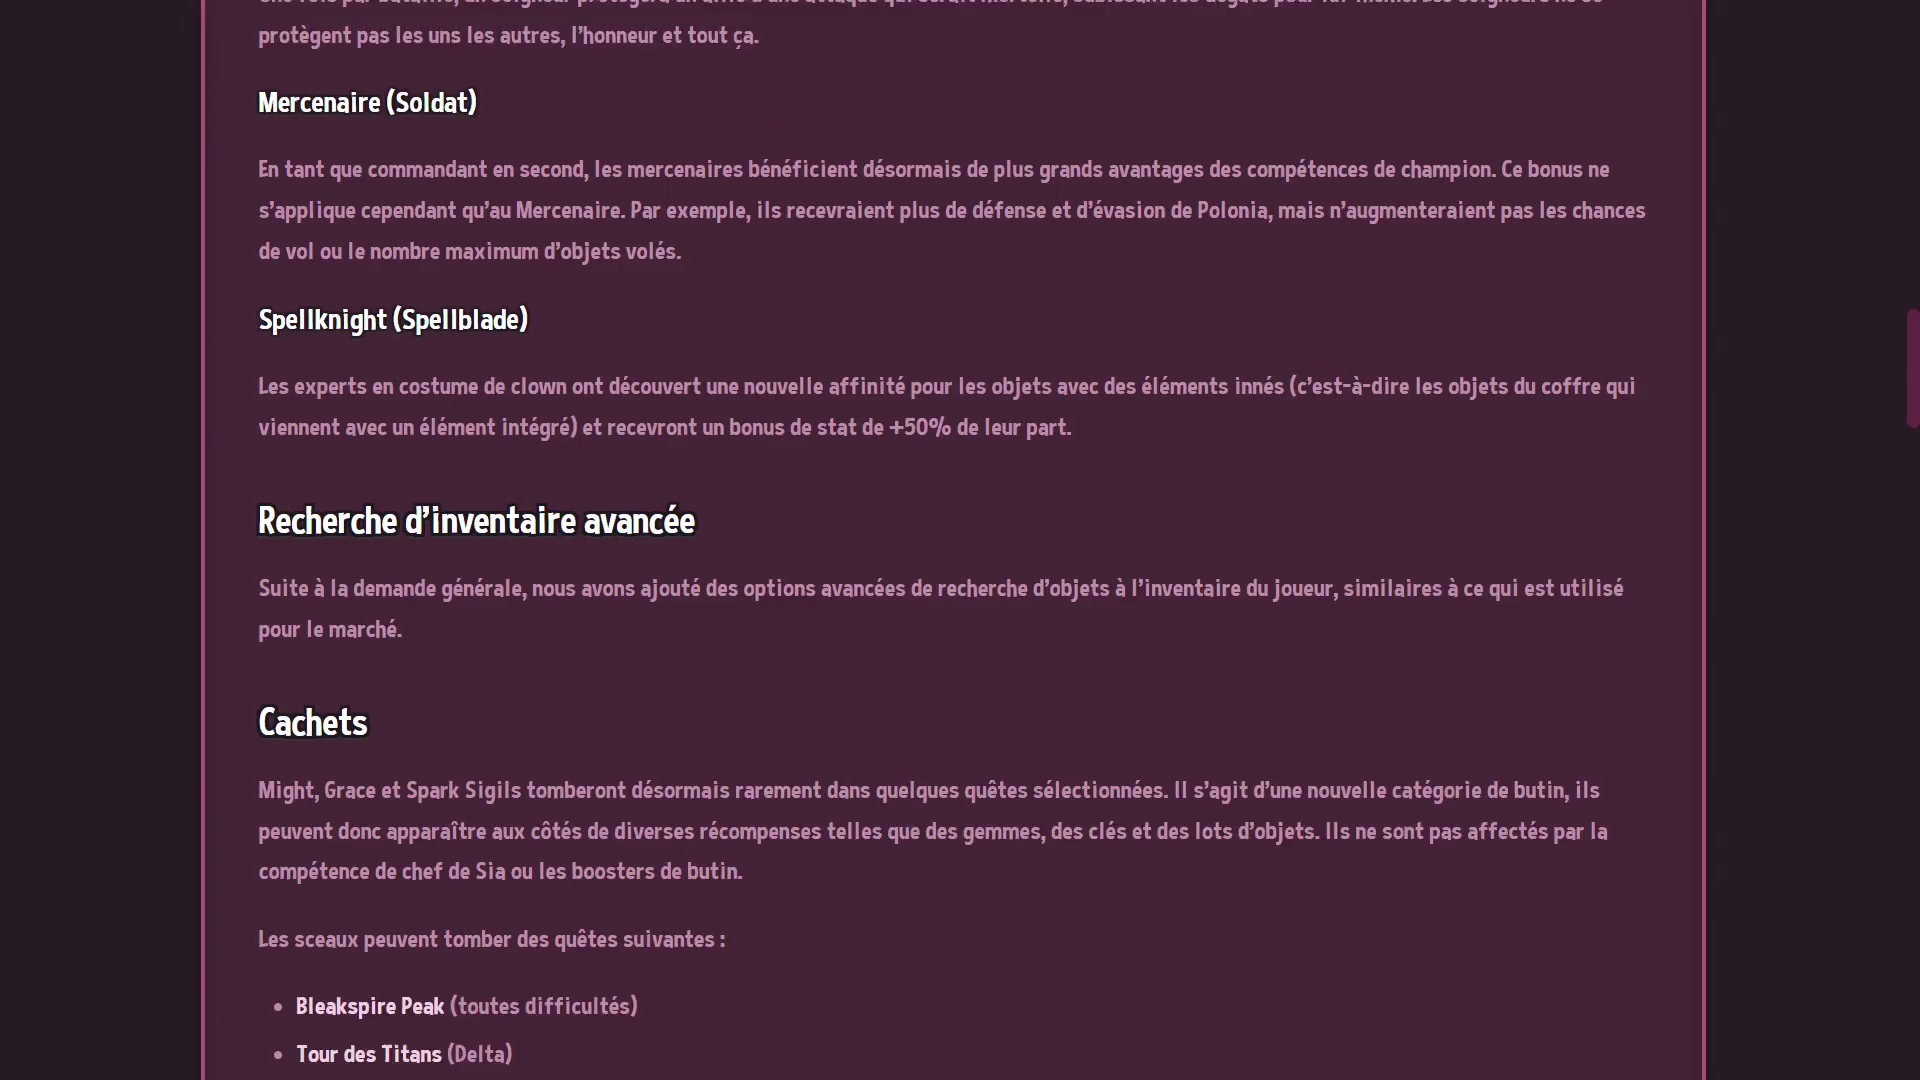 protègent pas les uns les autres, l’honneur et tout ça.
Mercenaire (Soldat)
En tant que commandant en second, les mercenaires bénéficient désormais de plus grands avantages des compétences de champion. Ce bonus ne
s’applique cependant qu’au Mercenaire. Par exemple, ils recevraient plus de défense et d’évasion de Polonia, mais n’augmenteraient pas les chances
de vol ou le nombre maximum d’objets volés.
Spellknight (Spellblade)
Les experts en costume de clown ont découvert une nouvelle affinité pour les objets avec des éléments innés (c’est-à-dire les objets du coffre qui
viennent avec un élément intégré) et recevront un bonus de stat de +50% de leur part.
Recherche d’inventaire avancée
Suite à la demande générale, nous avons ajouté des options avancées de recherche d’objets à l’inventaire du joueur, similaires à ce qui est utilisé
pour le marché.
Cachets
Might, Grace et Spark Sigils tomberont désormais rarement dans quelques quêtes sélectionnées. Il s’agit d’une nouvelle catégorie de butin, ils
peuvent donc apparaître aux côtés de diverses récompenses telles que des gemmes, des clés et des lots d’objets. Ils ne sont pas affectés par la
compétence de chef de Sia ou les boosters de butin.
Les sceaux peuvent tomber des quêtes suivantes :
• Bleakspire Peak (toutes difficultés)
• Tour des Titans (Delta)